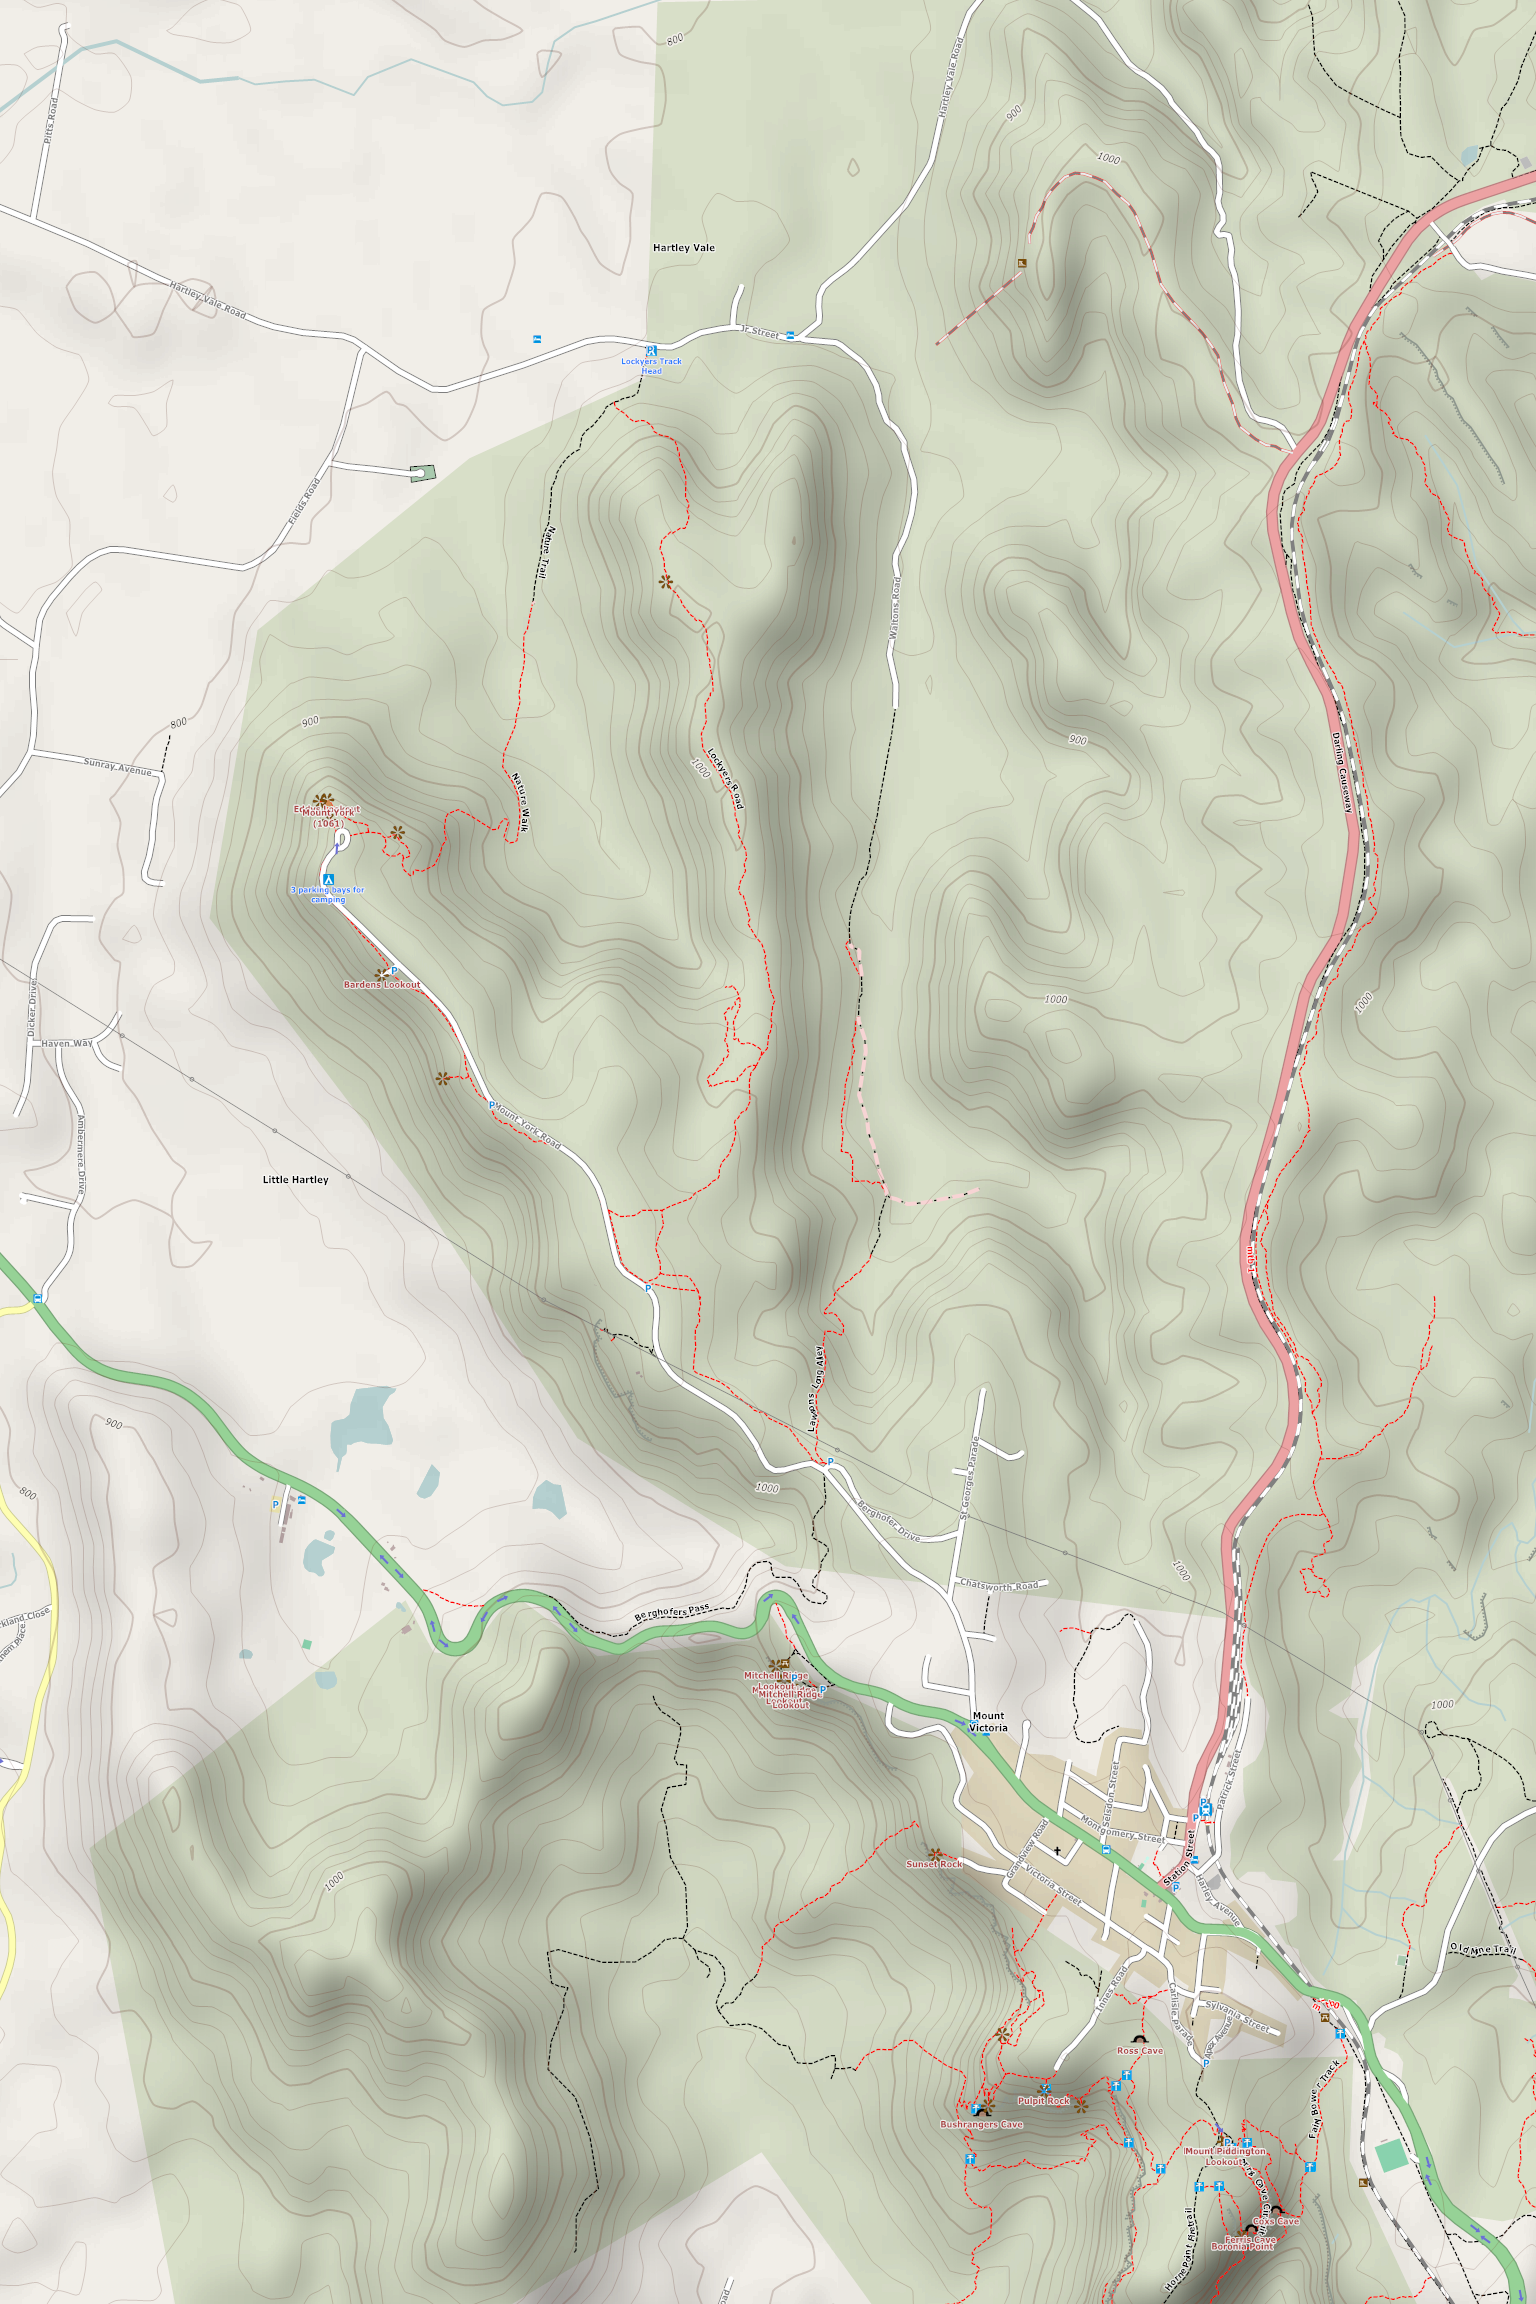 800
Hartley Vale Road
Pitts Road
900
1000
Hartley Vale
Hartley Vale Road
Jr Street
Lockyers Track
Head
Fields Road
Nature Trail
Waltons Road
800
900
900
Sunray Avenue
Darling Causeway
1000
Lockyers Road
Nature Walk
Mount York
(1061)
3 parking bays for
camping
P
Bardens Lookout
1000
1000
Dicker Drive
Haven Way
P
Mount York Road
Ambermere Drive
Little Hartley
P
Lawsons Long Alley
900
P
St Georges Parade
1000
800
P
Berghofer Drive
1000
Chatsworth Road
Berghofers Pass
Mitchell Ridge
Lookout
P
P
Mitchell Ridge
Lookout
Mount
Victoria
1000
Patrick Street
Selsdon Street
P
P
Montgomery Street
Grandview Road
Station Street
Sunset Rock
Victoria Street
P
Harley Avenue
1000
Old Mine Trail
Innes Road
Carlisle Parade
Sylvania Street
Apex Avenue
Ross Cave
P
Fairy Bower Track
Pulpit Rock
Bushrangers Cave
P
Mount Piddington
Lookout
Coxs Cave
Ferris Cave
Boronia Point
Horne Point Firetrail